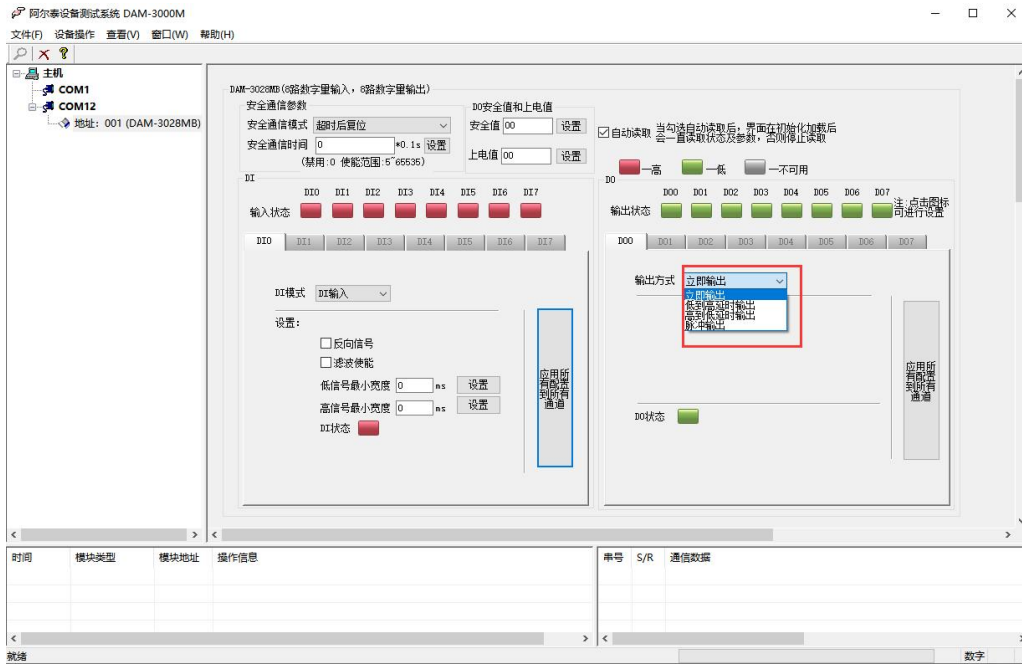 阿尔泰设备测试系统 DAM-3000M
文件(F) 设备操作 查看(V) 窗口(W) 帮助(H)
主机
COM1
COM12
地址：001 (DAM-3028MB)
DAM-3028MB(8路数字量输入，8路数字量输出)
安全通信参数
安全通信模式 超时后复位
安全通信时间 0 *0.1s 设置
(禁用:0 使能范围:5~65535)
DO安全值和上电值
安全值 00 设置
上电值 00 设置
自动读取 当勾选自动读取后，界面在初始化加载后
会一直读取状态及参数，否则停止读取
—高 —低 —不可用
DI
DI0 DI1 DI2 DI3 DI4 DI5 DI6 DI7
输入状态
DI0 DI1 DI2 DI3 DI4 DI5 DI6 DI7
DI模式 DI输入
设置：
反向信号
滤波使能
低信号最小宽度 0 ms 设置
高信号最小宽度 0 ms 设置
DI状态
应用所
有配置
到所有
通道
DO
DO0 DO1 DO2 DO3 DO4 DO5 DO6 DO7
输出状态
注:点击图标
可进行设置
DO0 DO1 DO2 DO3 DO4 DO5 DO6 DO7
输出方式 立即输出
立即输出
低到高延时输出
高到低延时输出
脉冲输出
DO状态
应用所
有配置
到所有
通道
时间 模块类型 模块地址 操作信息
串号 S/R 通信数据
就绪
数字